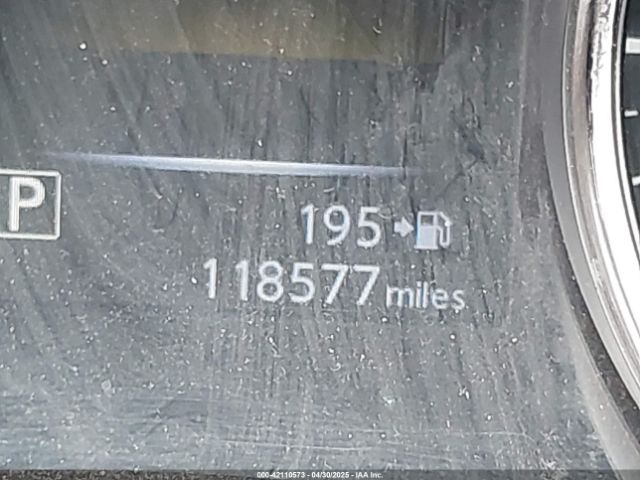 195
P
118577 miles
000-42110573 - 04/30/2025 - IAA Inc.